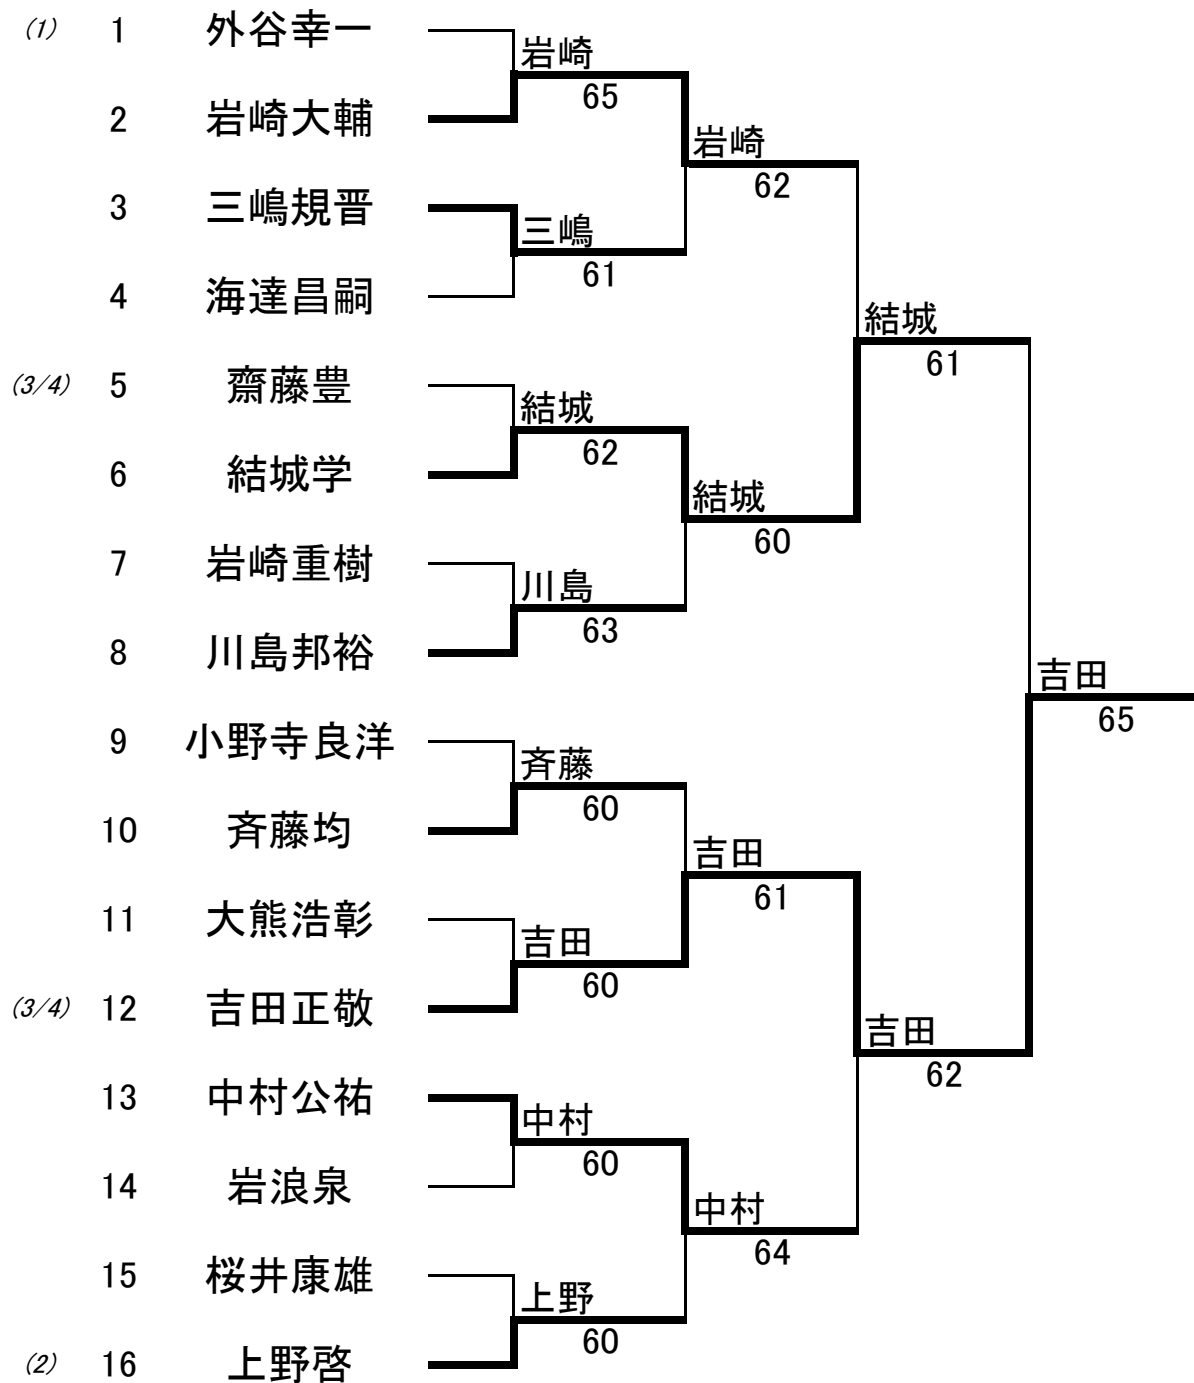 (1) 1 外谷幸一
岩崎
65
2 岩崎大輔
岩崎
62
3 三嶋規晋
三嶋
61
4 海達昌嗣
結城
61
(3/4) 5 齋藤豊
結城
62
6 結城学
結城
60
7 岩崎重樹
川島
63
8 川島邦裕
吉田
65
9 小野寺良洋
斉藤
60
10 斉藤均
吉田
61
11 大熊浩彰
吉田
60
(3/4) 12 吉田正敬
吉田
62
13 中村公祐
中村
60
14 岩浪泉
中村
64
15 桜井康雄
上野
60
(2) 16 上野啓